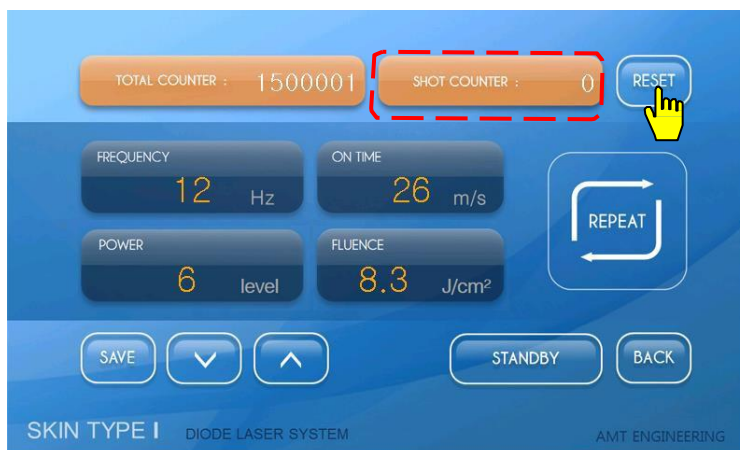 TOTAL COUNTER : 1500001 SHOT COUNTER : 0 RESET
FREQUENCY ON TIME
12 Hz 26 m/s
REPEAT
POWER FLUENCE
6 level 8.3 J/cm²
SAVE STANDBY BACK
SKIN TYPE I DIODE LASER SYSTEM AMT ENGINEERING